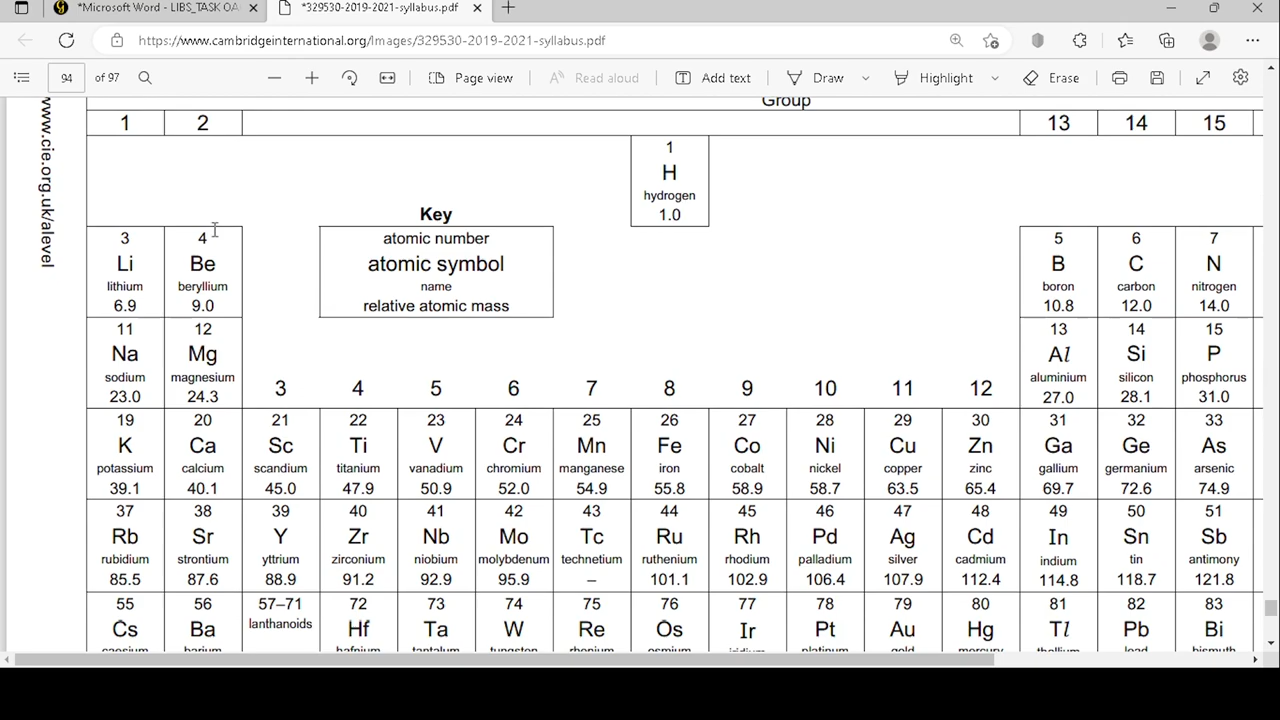 *Microsoft Word - LIBS_TASK OAI
*329530-2019-2021-syllabus.pdf
https://www.cambridgeinternational.org/Images/329530-2019-2021-syllabus.pdf
94 of 97 Page view Read aloud Add text Draw Highlight Erase
www.cie.org.uk/alevel
Group
1 2 13 14 15
1
H
hydrogen
1.0
Key
atomic number
atomic symbol
name
relative atomic mass
3 4 5 6 7
Li Be B C N
lithium beryllium boron carbon nitrogen
6.9 9.0 10.8 12.0 14.0
11 12 13 14 15
Na Mg Al Si P
sodium magnesium aluminium silicon phosphorus
23.0 24.3 27.0 28.1 31.0
3 4 5 6 7 8 9 10 11 12
19 20 21 22 23 24 25 26 27 28 29 30 31 32 33
K Ca Sc Ti V Cr Mn Fe Co Ni Cu Zn Ga Ge As
potassium calcium scandium titanium vanadium chromium manganese iron cobalt nickel copper zinc gallium germanium arsenic
39.1 40.1 45.0 47.9 50.9 52.0 54.9 55.8 58.9 58.7 63.5 65.4 69.7 72.6 74.9
37 38 39 40 41 42 43 44 45 46 47 48 49 50 51
Rb Sr Y Zr Nb Mo Tc Ru Rh Pd Ag Cd In Sn Sb
rubidium strontium yttrium zirconium niobium molybdenum technetium ruthenium rhodium palladium silver cadmium indium tin antimony
85.5 87.6 88.9 91.2 92.9 95.9 – 101.1 102.9 106.4 107.9 112.4 114.8 118.7 121.8
55 56 57–71 72 73 74 75 76 77 78 79 80 81 82 83
Cs Ba lanthanoids Hf Ta W Re Os Ir Pt Au Hg Tl Pb Bi
caesium barium hafnium tantalum tungsten rhenium osmium iridium platinum gold mercury thallium lead bismuth